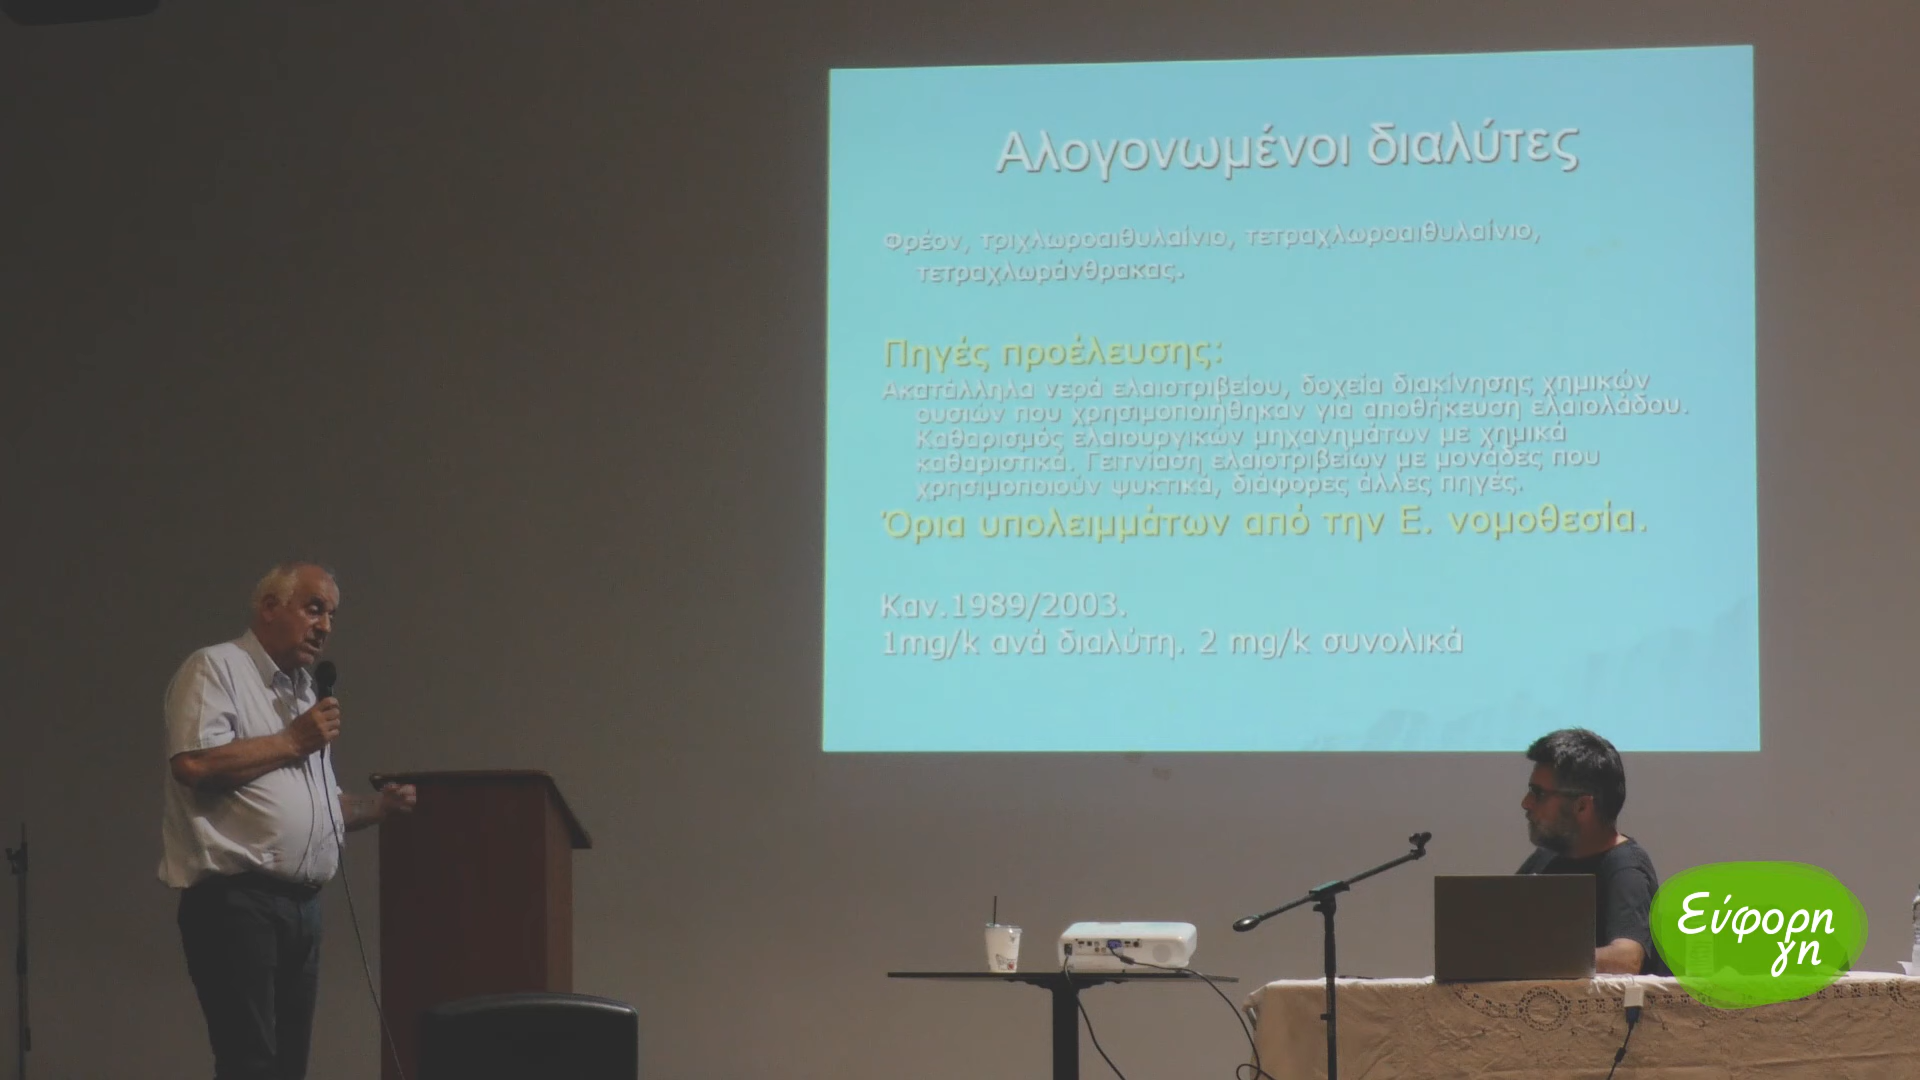 Αλογονωμένοι διαλύτες
Φρέον, τριχλωροαιθυλαίνιο, τετραχλωροαιθυλαίνιο,
τετραχλωράνθρακας.
Πηγές προέλευσης:
Ακατάλληλα νερά ελαιοτριβείου, δοχεία διακίνησης χημικών
ουσιών που χρησιμοποιήθηκαν για αποθήκευση ελαιολάδου.
Καθαρισμός ελαιουργικών μηχανημάτων με χημικά
καθαριστικά. Γειτνίαση ελαιοτριβείων με μονάδες που
χρησιμοποιούν ψυκτικά, διάφορες άλλες πηγές.
Όρια υπολειμμάτων από την Ε. νομοθεσία.
Καν.1989/2003.
1mg/k ανά διαλύτη. 2 mg/k συνολικά
Εύφορη
γη